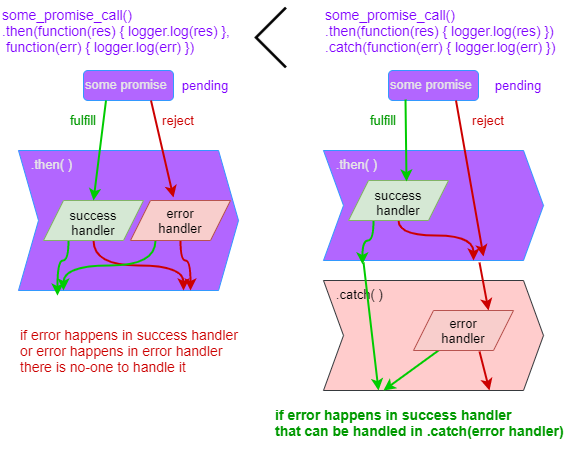 some_promise_call()
.then(function(res) { logger.log(res) },
function(err) { logger.log(err) })
some promise
pending
fulfill
reject
.then( )
success
handler
error
handler
if error happens in success handler
or error happens in error handler
there is no-one to handle it
<
some_promise_call()
.then(function(res) { logger.log(res) })
.catch(function(err) { logger.log(err) })
some promise
pending
fulfill
reject
.then( )
success
handler
.catch( )
error
handler
if error happens in success handler
that can be handled in .catch(error handler)